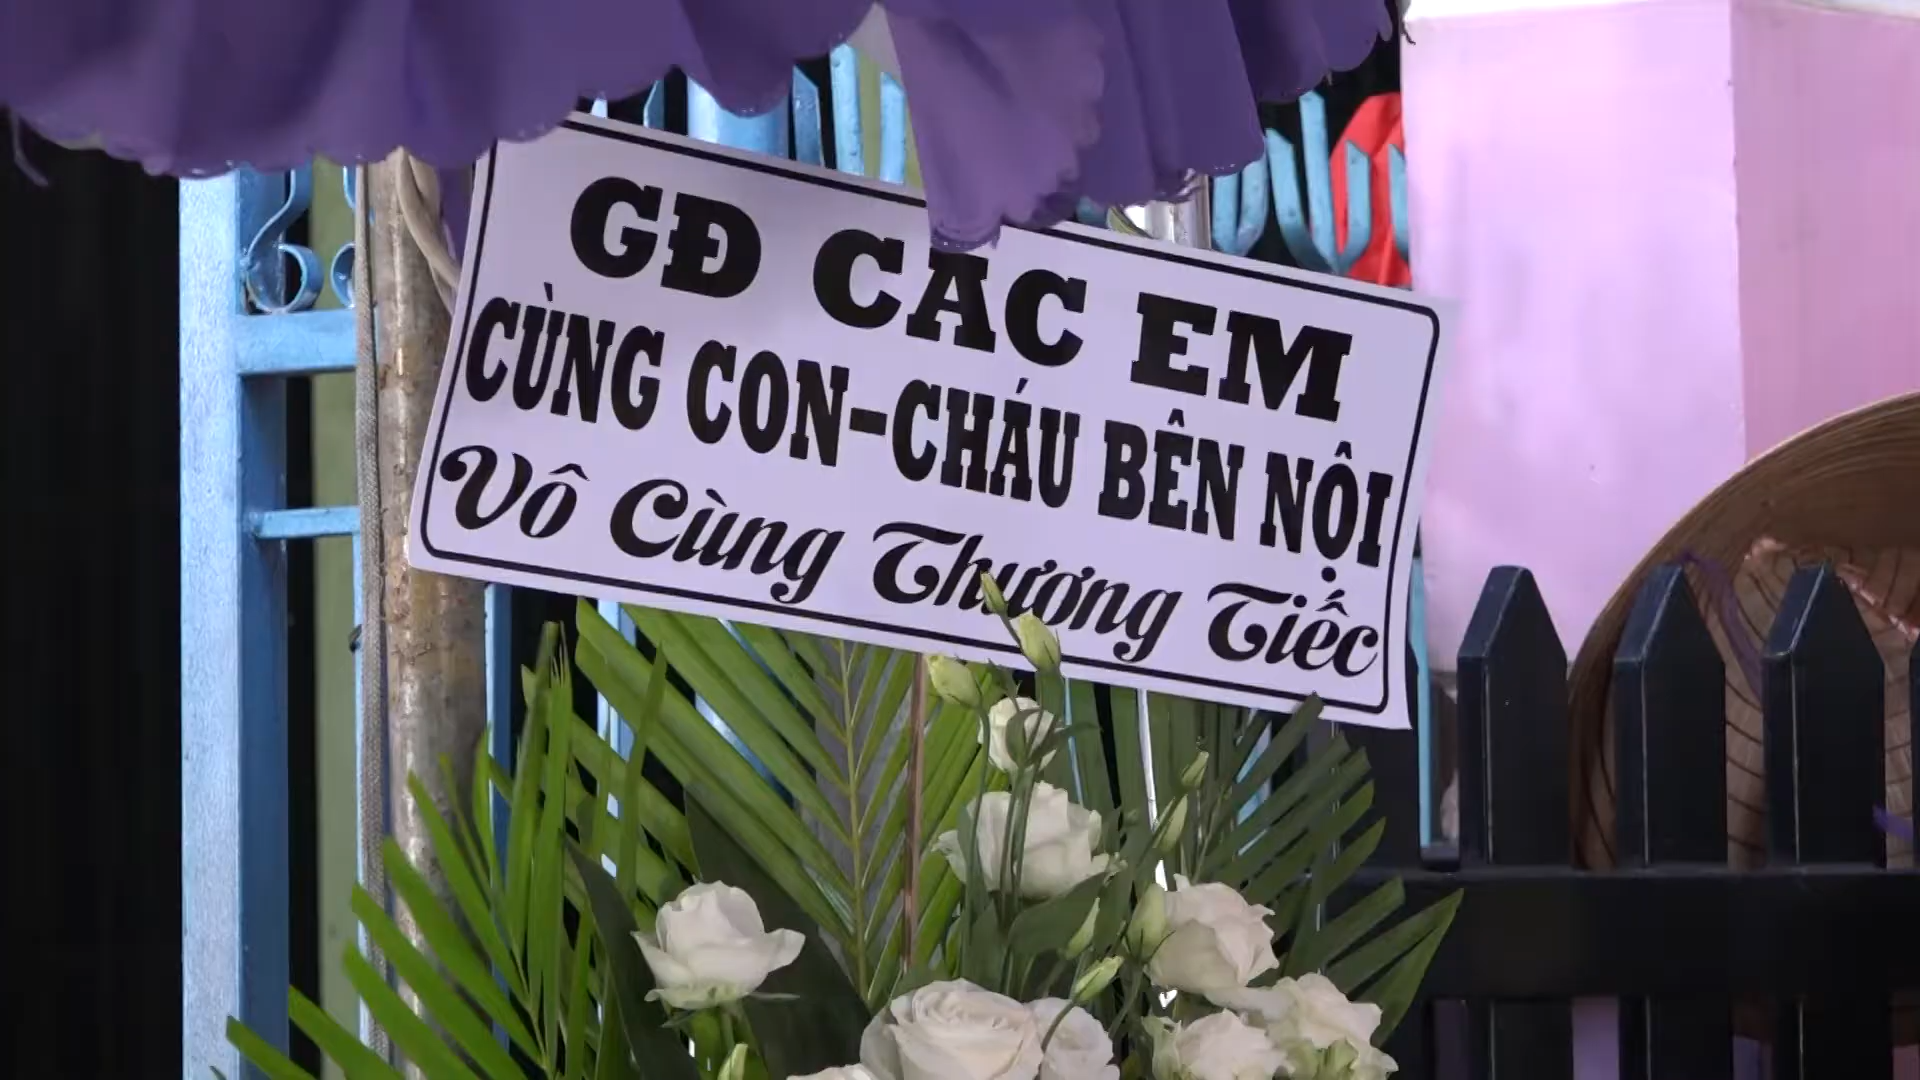 GĐ CÁC EM
CÙNG CON-CHÁU BÊN NỘI
Vô Cùng Thương Tiếc